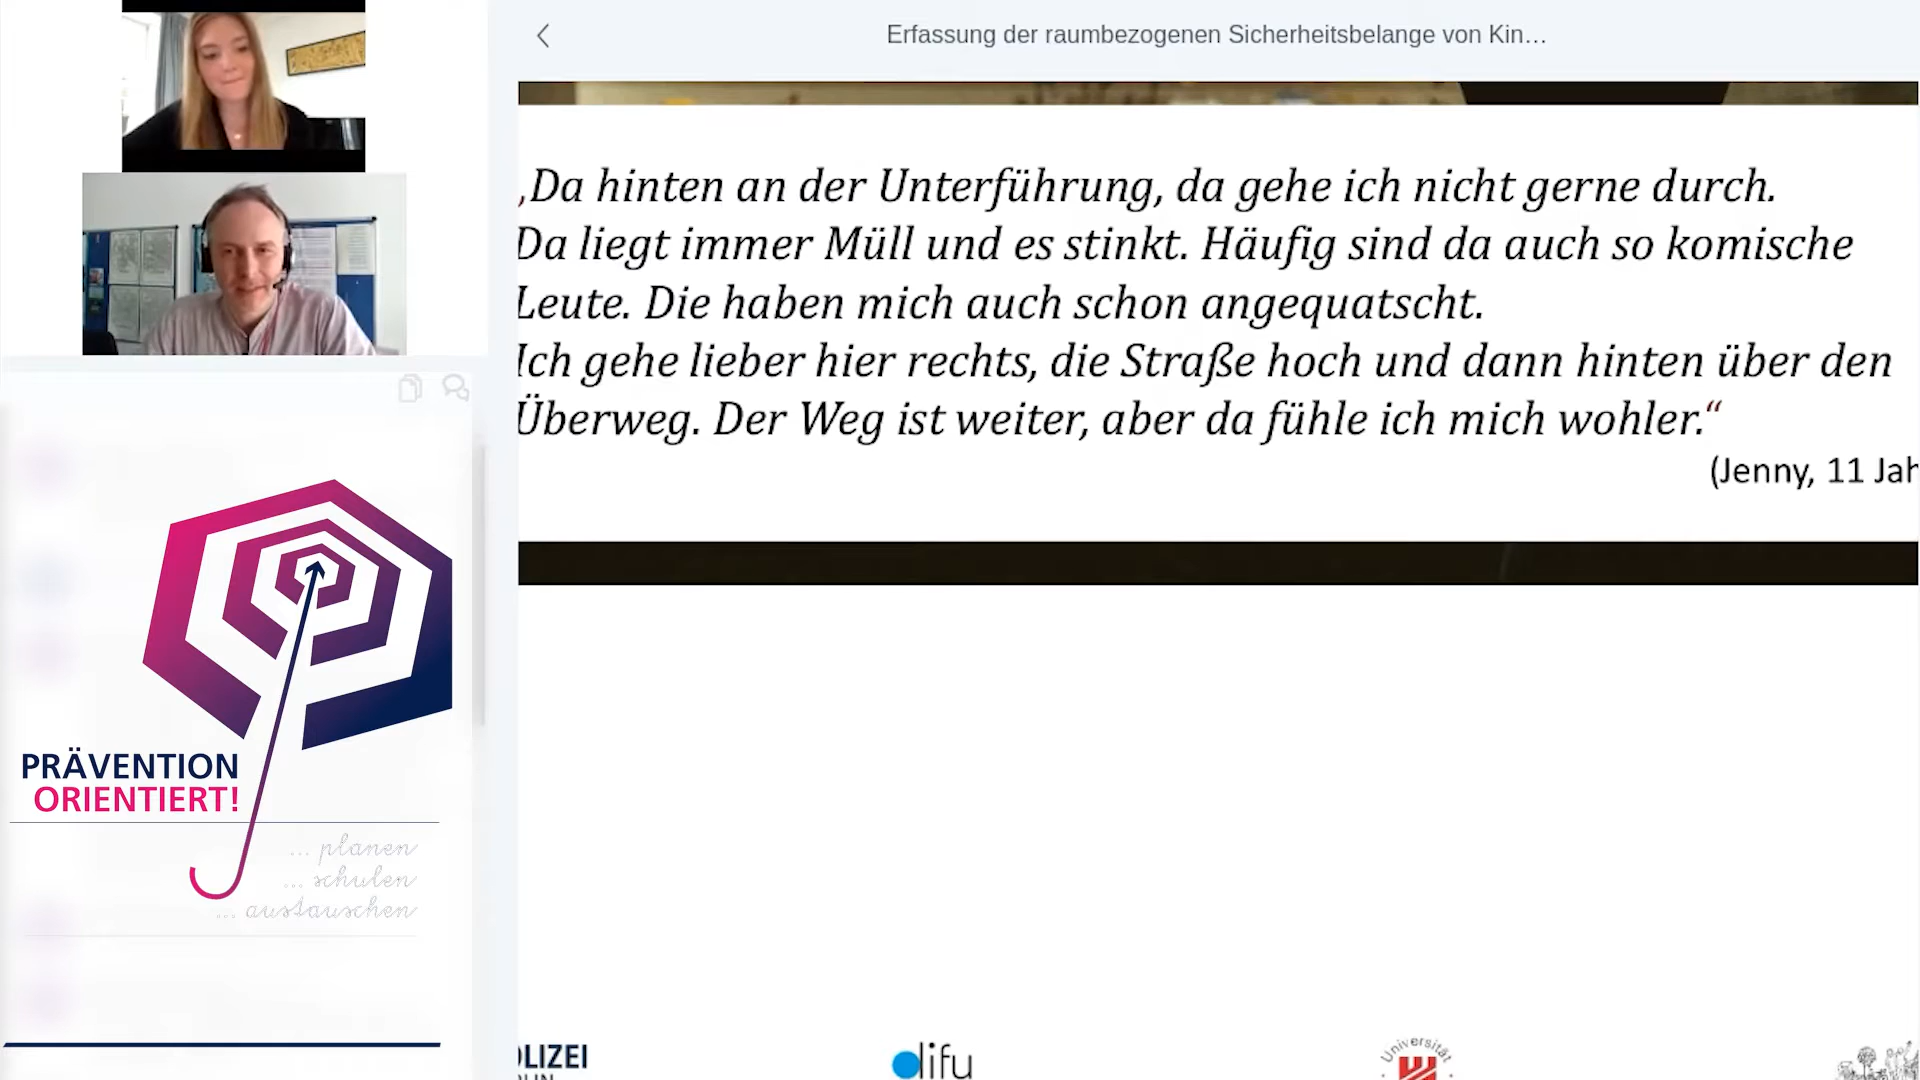 Erfassung der raumbezogenen Sicherheitsbelange von Kin…
‚Da hinten an der Unterführung, da gehe ich nicht gerne durch.
Da liegt immer Müll und es stinkt. Häufig sind da auch so komische
Leute. Die haben mich auch schon angequatscht.
Ich gehe lieber hier rechts, die Straße hoch und dann hinten über den
Überweg. Der Weg ist weiter, aber da fühle ich mich wohler.“
(Jenny, 11 Jah
PRÄVENTION
ORIENTIERT!
... planen
... schulen
... austauschen
OLIZEI
difu
Universität